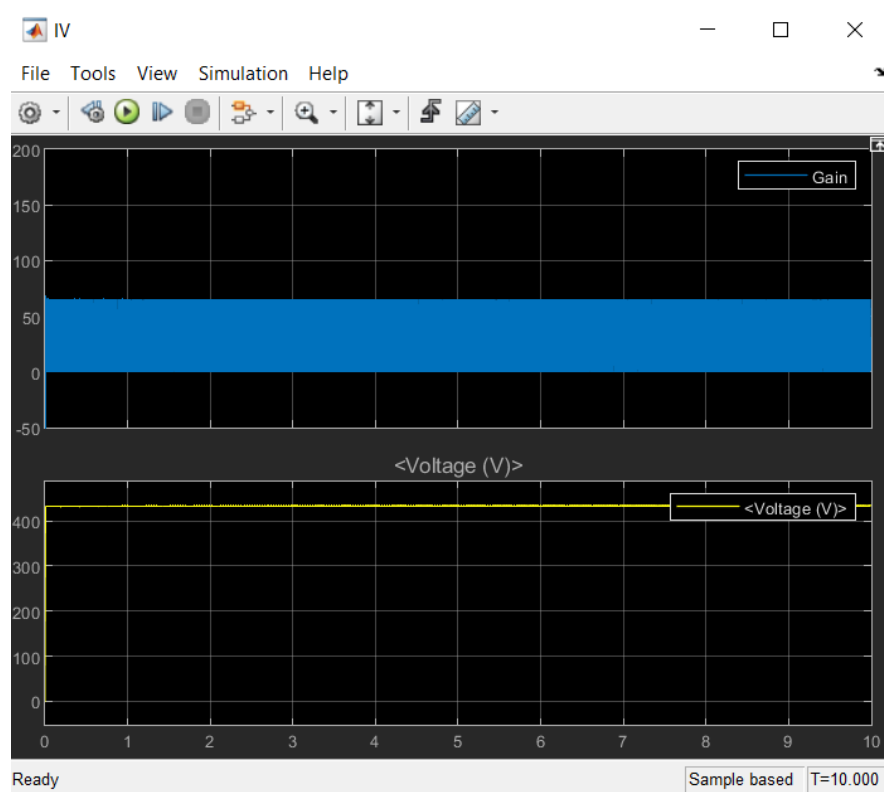 IV
File Tools View Simulation Help
200
Gain
150
100
50
0
-50
<Voltage (V)>
<Voltage (V)>
400
300
200
100
0
0 1 2 3 4 5 6 7 8 9 10
Ready Sample based T=10.000